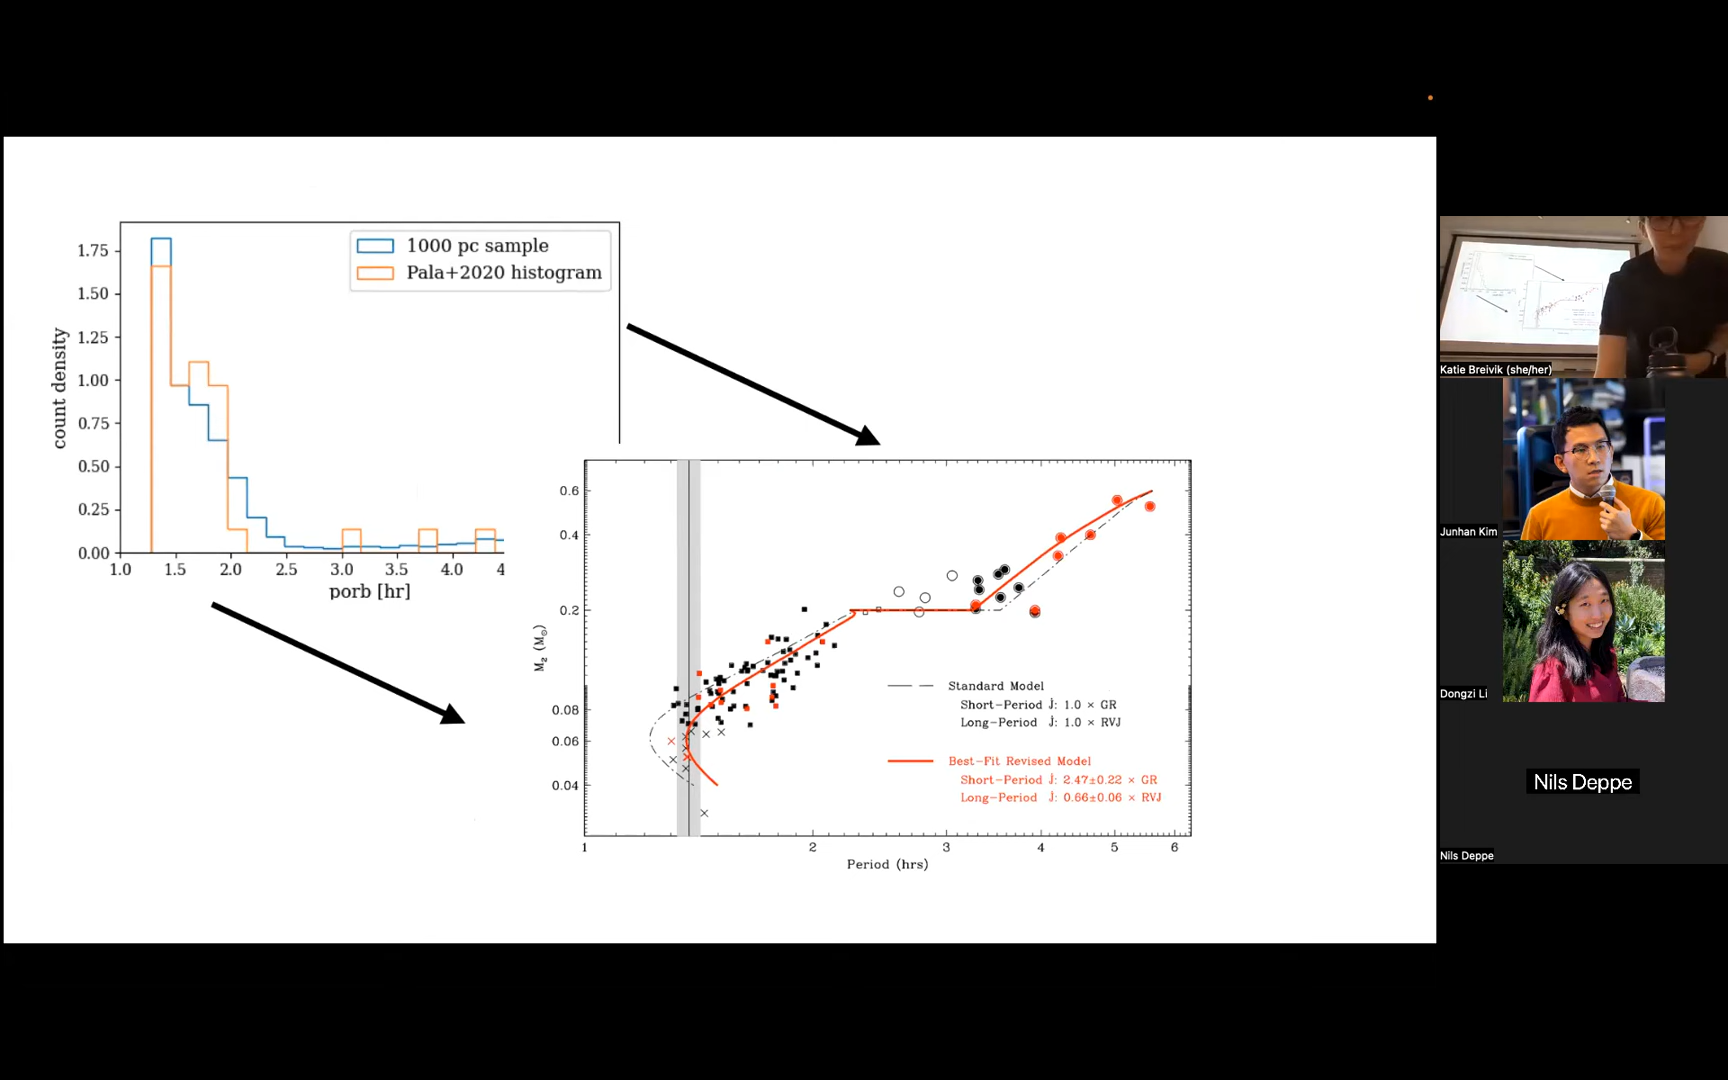 1000 pc sample
Pala+2020 histogram
1.75
1.50
1.25
1.00
0.75
0.50
0.25
0.00
count density
1.0 1.5 2.0 2.5 3.0 3.5 4.0 4
porb [hr]
0.6
0.4
0.2
0.08
0.06
0.04
M₂ (M☉)
Standard Model
Short-Period J̇: 1.0 × GR
Long-Period J̇: 1.0 × RVJ
Best-Fit Revised Model
Short-Period J̇: 2.47±0.22 × GR
Long-Period J̇: 0.66±0.06 × RVJ
1 2 3 4 5 6
Period (hrs)
Katie Breivik (she/her)
Junhan Kim
Dongzi Li
Nils Deppe
Nils Deppe